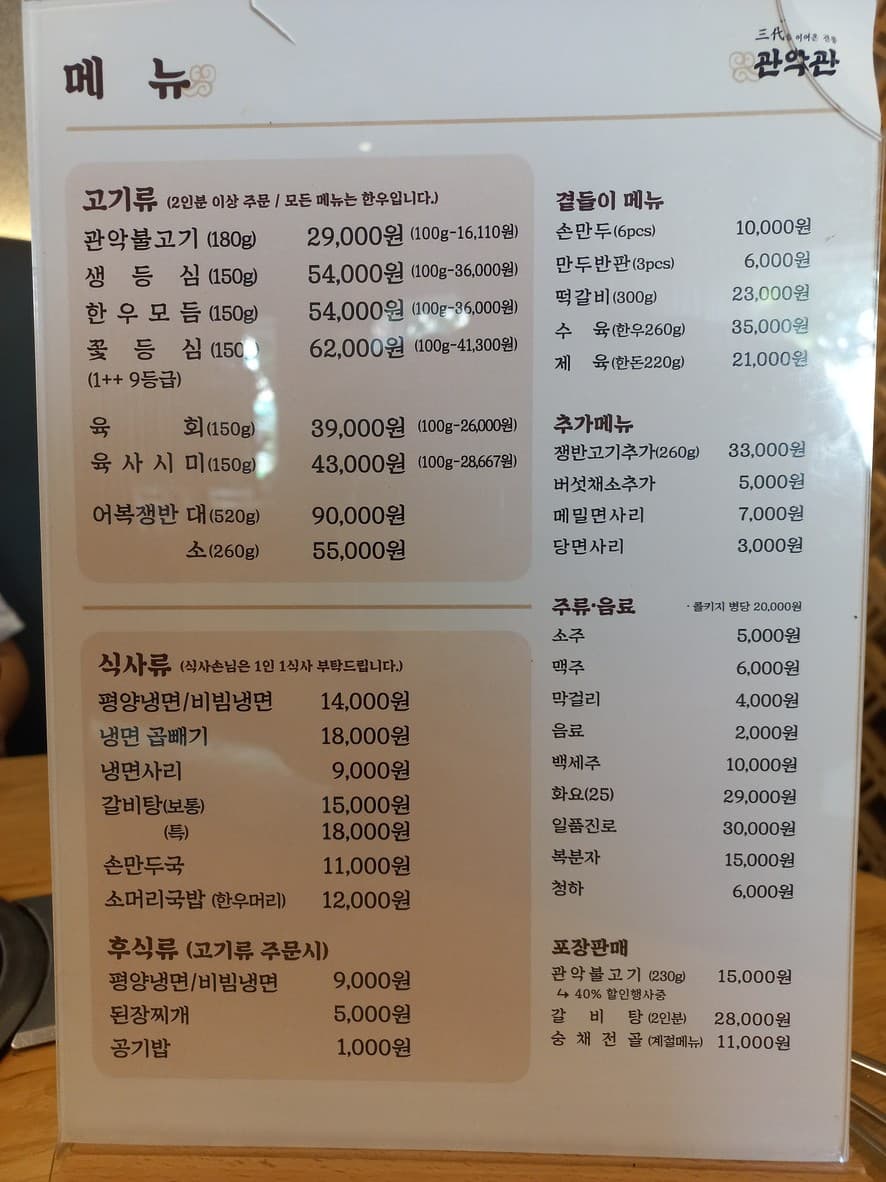 메 뉴
三代를 이어온 전통
관악관
고기류 (2인분 이상 주문 / 모든 메뉴는 한우입니다.)
관악불고기 (180g) 29,000원 (100g-16,110원)
생 등 심 (150g) 54,000원 (100g-36,000원)
한 우 모 듬 (150g) 54,000원 (100g-36,000원)
꽃 등 심 (150g) 62,000원 (100g-41,300원)
(1++ 9등급)
육 회(150g) 39,000원 (100g-26,000원)
육 사 시 미(150g) 43,000원 (100g-28,667원)
어복쟁반 대(520g) 90,000원
소(260g) 55,000원
식사류 (식사손님은 1인 1식사 부탁드립니다.)
평양냉면/비빔냉면 14,000원
냉면 곱빼기 18,000원
냉면사리 9,000원
갈비탕(보통) 15,000원
(특) 18,000원
손만두국 11,000원
소머리국밥 (한우머리) 12,000원
후식류 (고기류 주문시)
평양냉면/비빔냉면 9,000원
된장찌개 5,000원
공기밥 1,000원
곁들이 메뉴
손만두(6pcs) 10,000원
만두반판(3pcs) 6,000원
떡갈비(300g) 23,000원
수 육(한우260g) 35,000원
제 육(한돈220g) 21,000원
추가메뉴
쟁반고기추가(260g) 33,000원
버섯채소추가 5,000원
메밀면사리 7,000원
당면사리 3,000원
주류·음료 · 콜키지 병당 20,000원
소주 5,000원
맥주 6,000원
막걸리 4,000원
음료 2,000원
백세주 10,000원
화요(25) 29,000원
일품진로 30,000원
복분자 15,000원
청하 6,000원
포장판매
관악불고기 (230g) 15,000원
↳ 40% 할인행사중
갈 비 탕 (2인분) 28,000원
숭 채 전 골 (계절메뉴) 11,000원